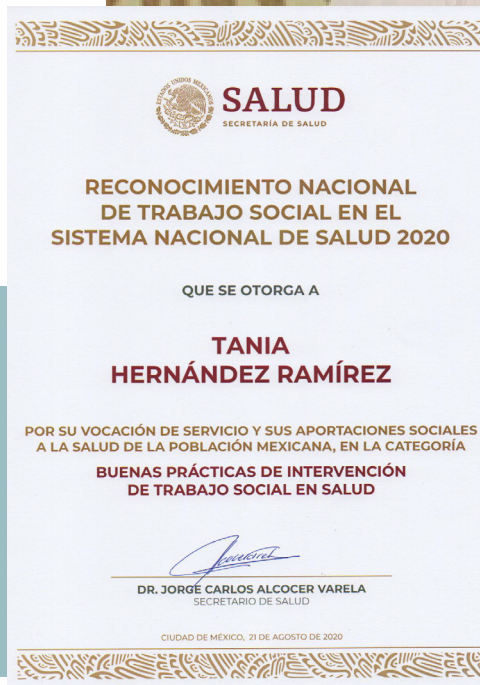 ESTADOS UNIDOS MEXICANOS
SALUD
SECRETARÍA DE SALUD
RECONOCIMIENTO NACIONAL
DE TRABAJO SOCIAL EN EL
SISTEMA NACIONAL DE SALUD 2020
QUE SE OTORGA A
TANIA
HERNÁNDEZ RAMÍREZ
POR SU VOCACIÓN DE SERVICIO Y SUS APORTACIONES SOCIALES
A LA SALUD DE LA POBLACIÓN MEXICANA, EN LA CATEGORÍA
BUENAS PRÁCTICAS DE INTERVENCIÓN
DE TRABAJO SOCIAL EN SALUD
DR. JORGE CARLOS ALCOCER VARELA
SECRETARIO DE SALUD
CIUDAD DE MÉXICO, 21 DE AGOSTO DE 2020